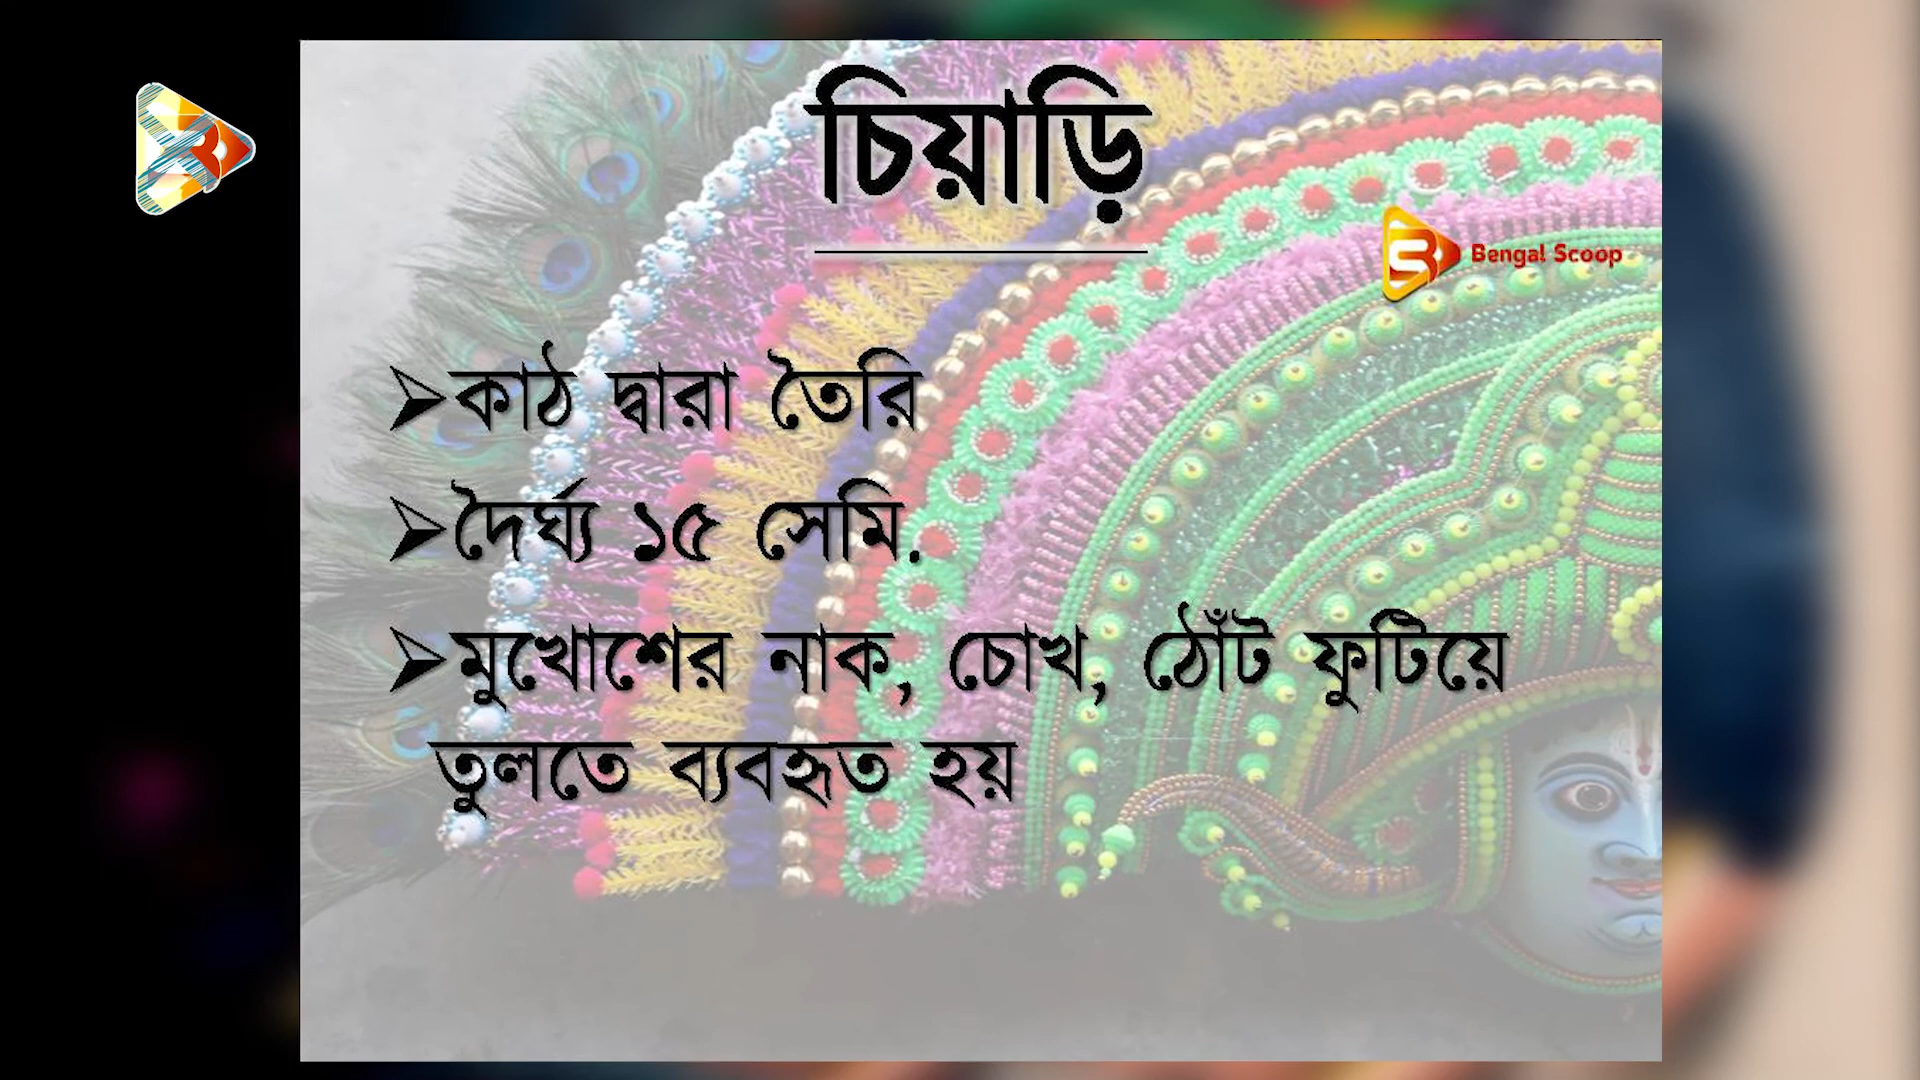 চিয়াড়ি
Bengal Scoop
➢কাঠ দ্বারা তৈরি
➢দৈর্ঘ্য ১৫ সেমি.
➢মুখোশের নাক, চোখ, ঠোঁট ফুটিয়ে
তুলতে ব্যবহৃত হয়